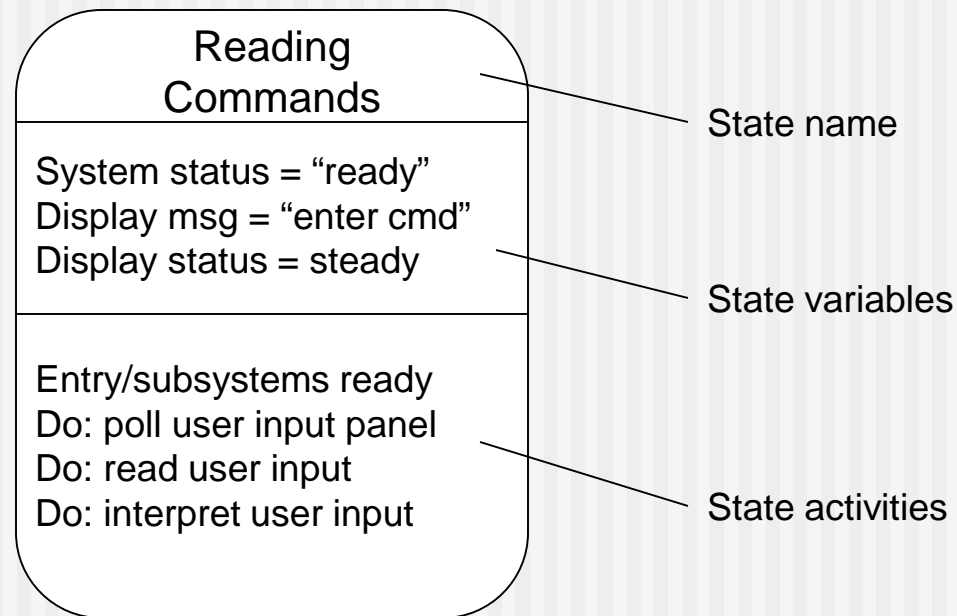 Reading
Commands
State name
System status = “ready”
Display msg = “enter cmd”
Display status = steady
State variables
Entry/subsystems ready
Do: poll user input panel
Do: read user input
Do: interpret user input
State activities